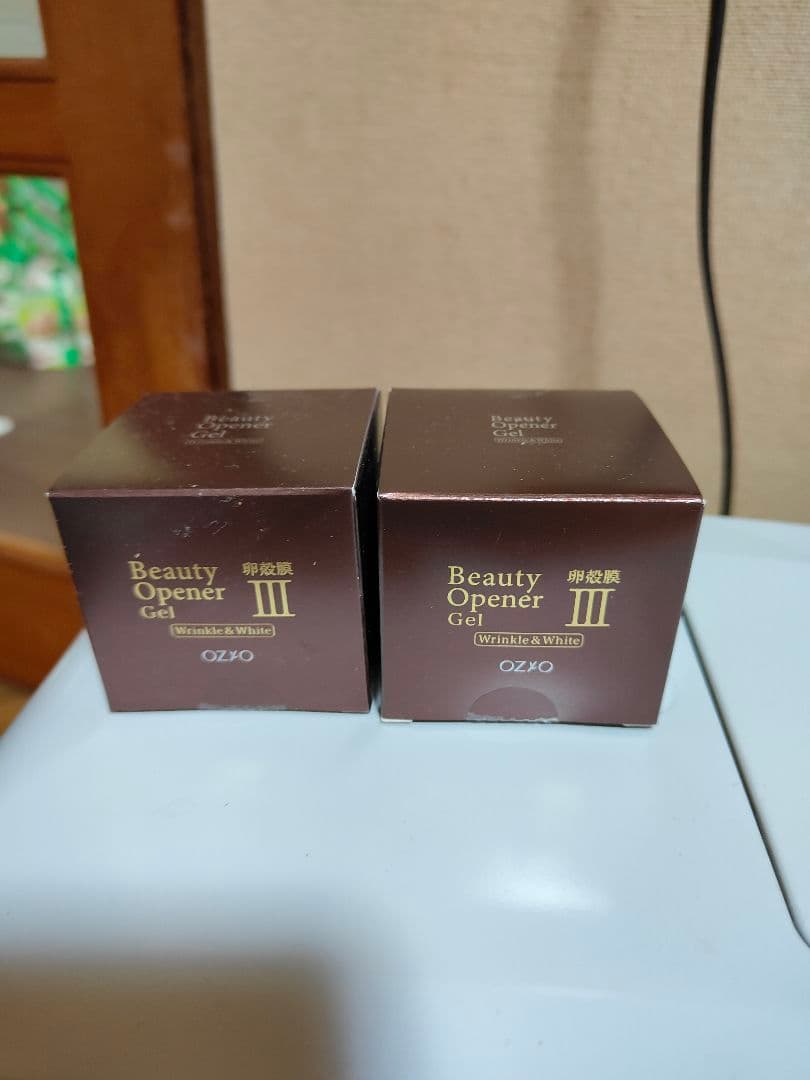 Beauty
Opener
Gel
Wrinkle & White
Beauty
Opener
Gel
Wrinkle & White
Beauty
Opener
Gel
卵殻膜
III
Wrinkle & White
OZIO
Beauty
Opener
Gel
卵殻膜
III
Wrinkle & White
OZIO